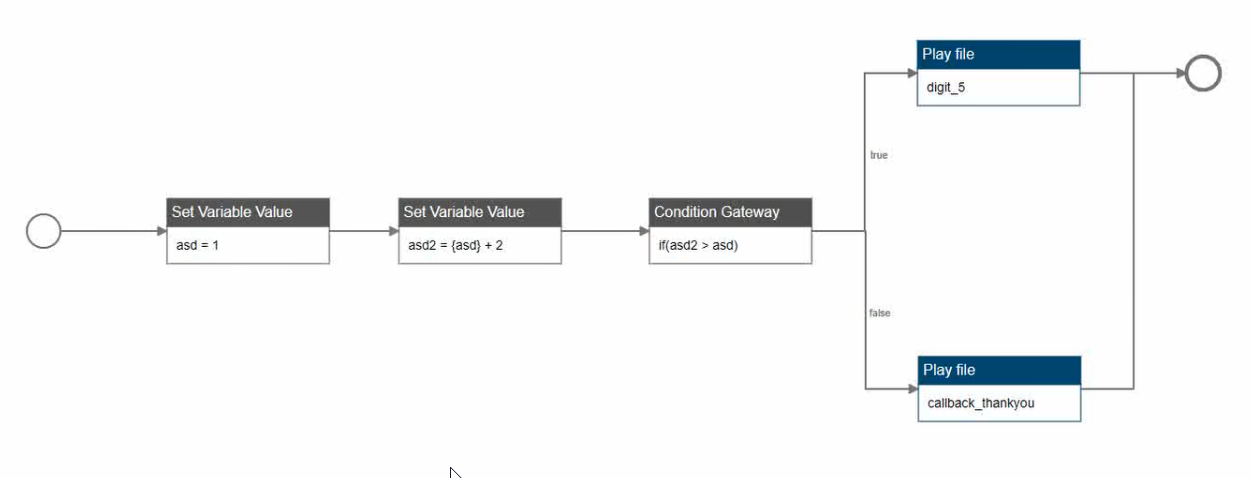 Play file
digit_5
true
Set Variable Value
asd = 1
Set Variable Value
asd2 = {asd} + 2
Condition Gateway
if(asd2 > asd)
false
Play file
callback_thankyou